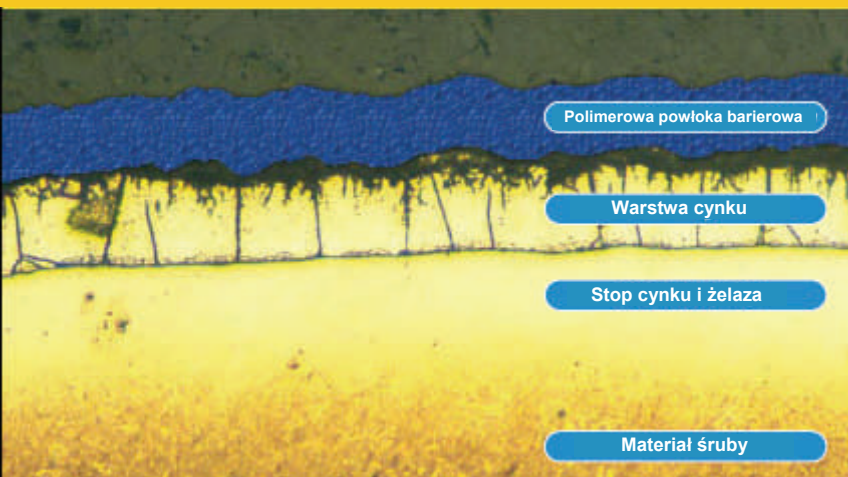 Polimerowa powłoka barierowa
Warstwa cynku
Stop cynku i żelaza
Materiał śruby